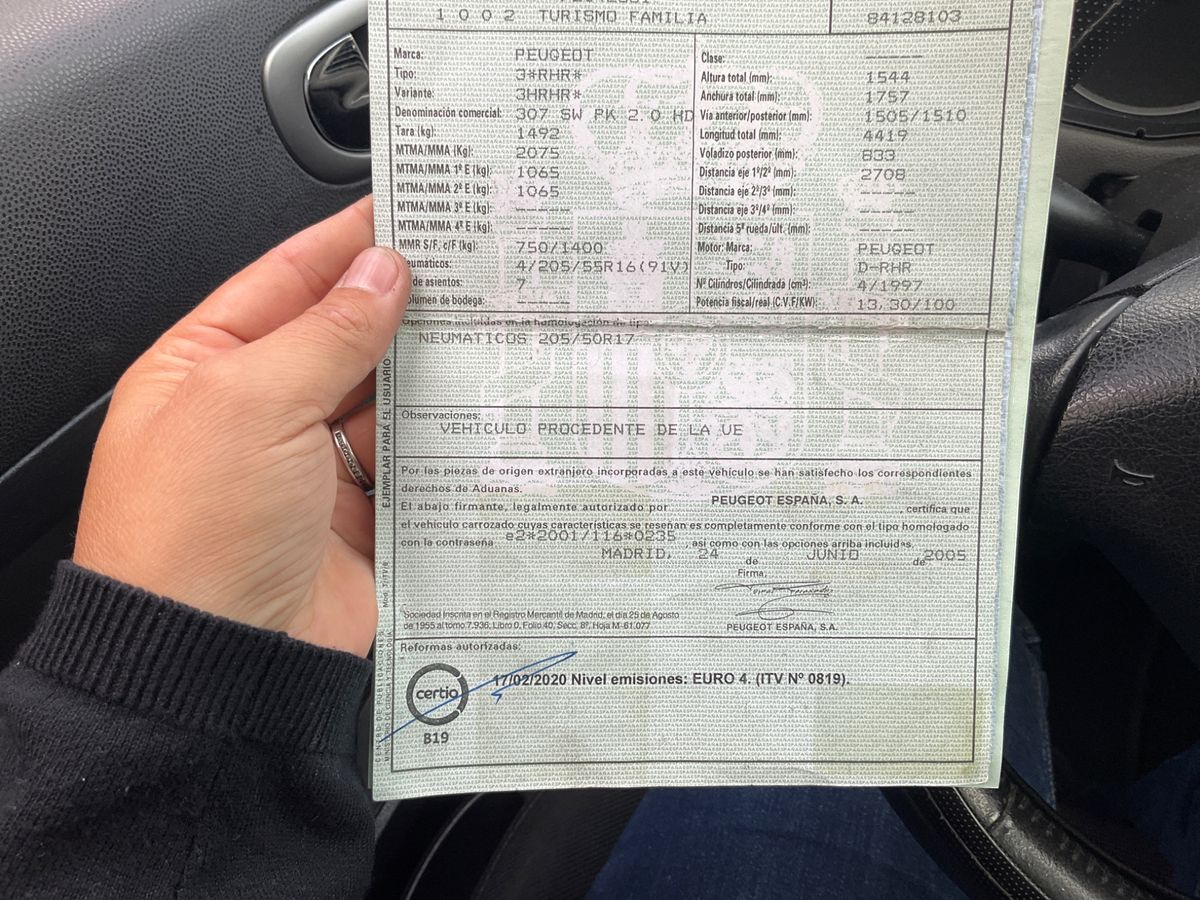 1002 TURISMO FAMILIA
84128103
Marca: PEUGEOT
Tipo: 3*RHR*
Variante: 3HRHR*
Denominación comercial: 307 SW PK 2.0 HD
Tara (kg): 1492
MTMA/MMA (Kg): 2075
MTMA/MMA 1º E (kg): 1065
MTMA/MMA 2º E (kg): 1065
MTMA/MMA 3º E (kg): -----
MTMA/MMA 4º E (kg): -----
MMR S/F, c/F (kg): 750/1400
eumáticos: 4/205/55R16(91V)
de asientos: 7
olúmen de bodega: -----
Clase: -----
Altura total (mm): 1544
Anchura total (mm): 1757
Vía anterior/posterior (mm): 1505/1510
Longitud total (mm): 4419
Voladizo posterior (mm): 833
Distancia eje 1º/2º (mm): 2708
Distancia eje 2º/3º (mm): -----
Distancia eje 3º/4º (mm): -----
Distancia 5ª rueda/últ. (mm): -----
Motor: Marca: PEUGEOT
Tipo: D-RHR
Nº Cilindros/Cilindrada (cm³): 4/1997
Potencia fiscal/real (C.V.F/KW): 13,30/100
Opciones incluidas en la homologación de tipo:
NEUMATICOS 205/50R17
EJEMPLAR PARA EL USUARIO
Observaciones:
VEHICULO PROCEDENTE DE LA UE
Por las piezas de origen extranjero incorporadas a este vehículo se han satisfecho los correspondientes
derechos de Aduanas.
El abajo firmante, legalmente autorizado por PEUGEOT ESPAÑA, S. A. , certifica que
el vehículo carrozado cuyas características se reseñan es completamente conforme con el tipo homologado
con la contraseña e2*2001/116*0235 , así como con las opciones arriba incluidas,
MADRID, 24 de JUNIO de 2005
Firma,
Sociedad Inscrita en el Registro Mercantil de Madrid, el día 25 de Agosto
de 1955 al tomo 7.936, Libro 0, Folio 40, Secc. 8ª, Hoja M-61.077
PEUGEOT ESPAÑA, S.A.
Reformas autorizadas:
certio
B19
17/02/2020 Nivel emisiones: EURO 4. (ITV Nº 0819).